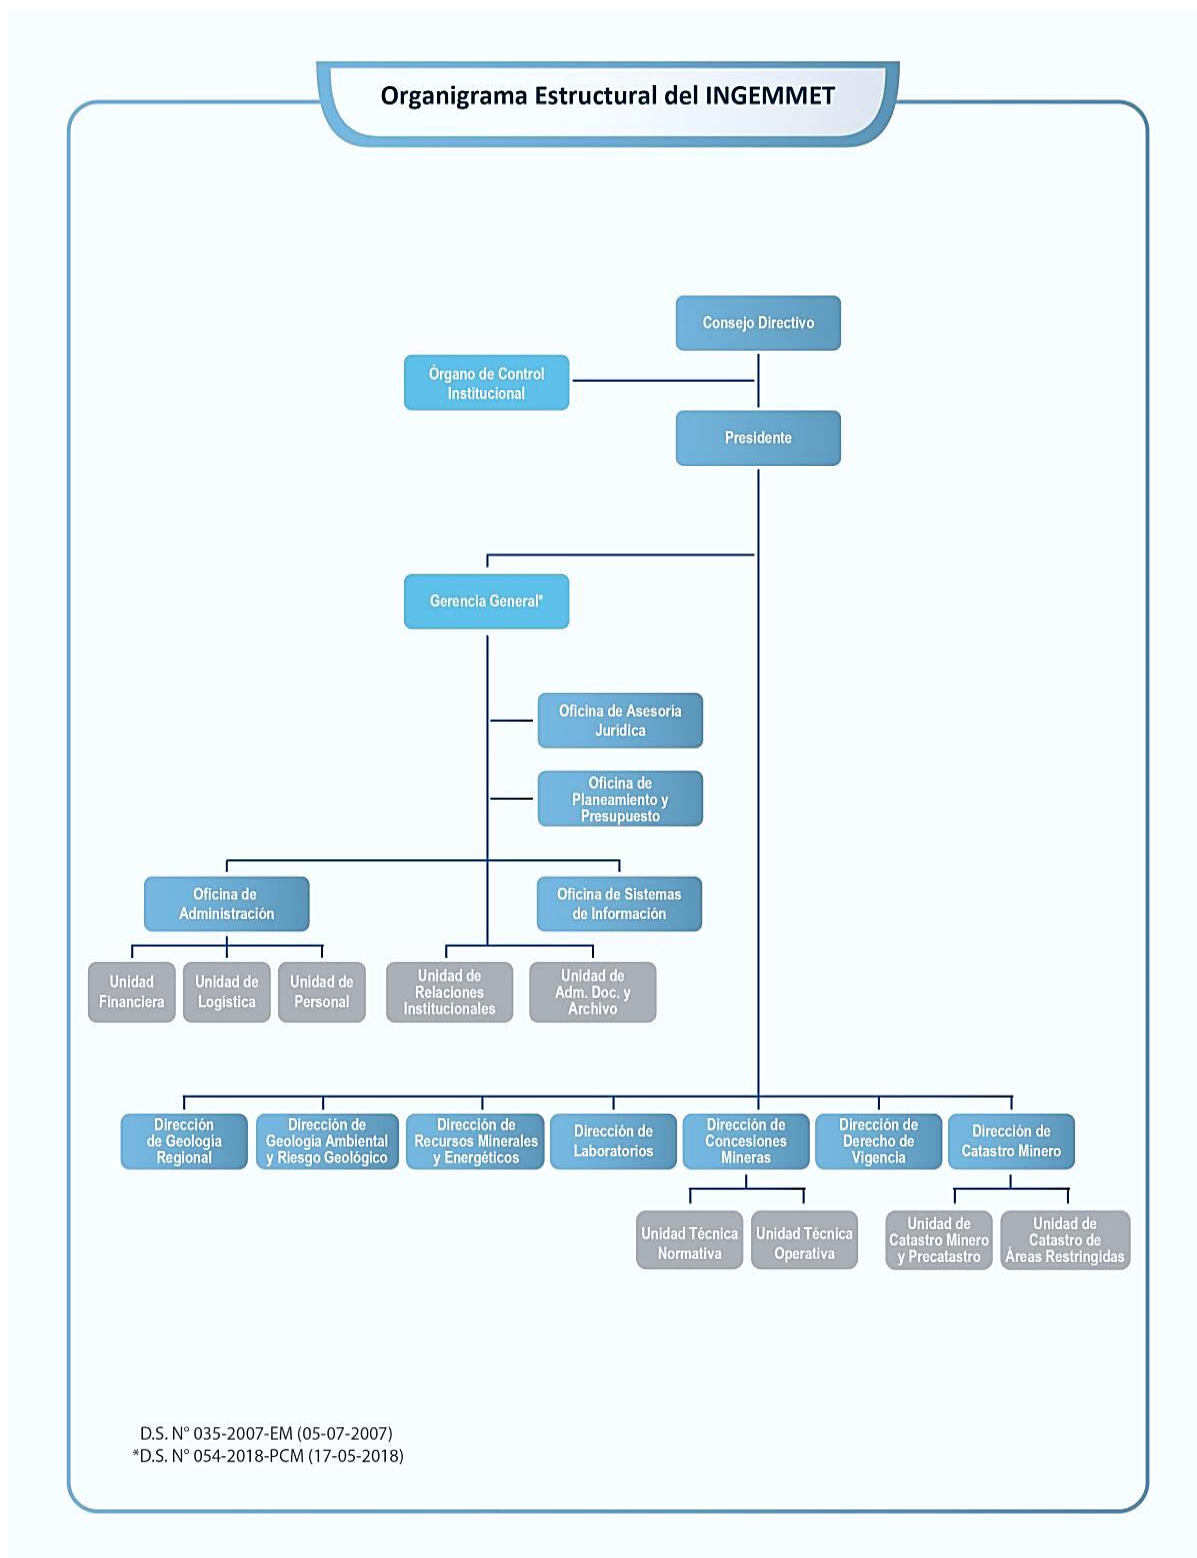 Organigrama Estructural del INGEMMET
Consejo Directivo
Órgano de Control
Institucional
Presidente
Gerencia General*
Oficina de Asesoría
Jurídica
Oficina de
Planeamiento y
Presupuesto
Oficina de
Administración
Oficina de Sistemas
de Información
Unidad
Financiera
Unidad de
Logística
Unidad de
Personal
Unidad de
Relaciones
Institucionales
Unidad de
Adm. Doc. y
Archivo
Dirección
de Geología
Regional
Dirección de
Geología Ambiental
y Riesgo Geológico
Dirección de
Recursos Minerales
y Energéticos
Dirección de
Laboratorios
Dirección de
Concesiones
Mineras
Dirección de
Derecho de
Vigencia
Dirección de
Catastro Minero
Unidad Técnica
Normativa
Unidad Técnica
Operativa
Unidad de
Catastro Minero
y Precatastro
Unidad de
Catastro de
Áreas Restringidas
D.S. N° 035-2007-EM (05-07-2007)
*D.S. N° 054-2018-PCM (17-05-2018)